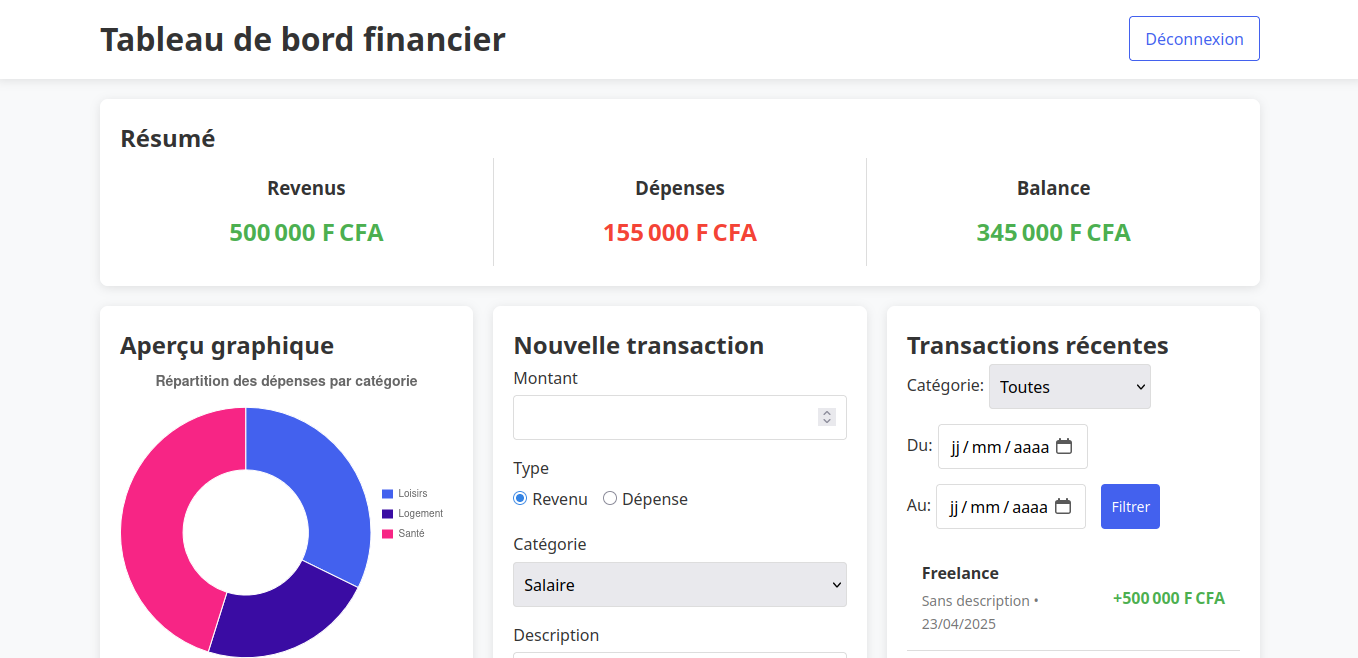 Tableau de bord financier
Déconnexion
Résumé
Revenus
500 000 F CFA
Dépenses
155 000 F CFA
Balance
345 000 F CFA
Aperçu graphique
Répartition des dépenses par catégorie
Loisirs
Logement
Santé
Nouvelle transaction
Montant
Type
Revenu
Dépense
Catégorie
Salaire
Description
Transactions récentes
Catégorie: Toutes
Du: jj/mm/aaaa
Au: jj/mm/aaaa
Filtrer
Freelance
Sans description •
23/04/2025
+500 000 F CFA